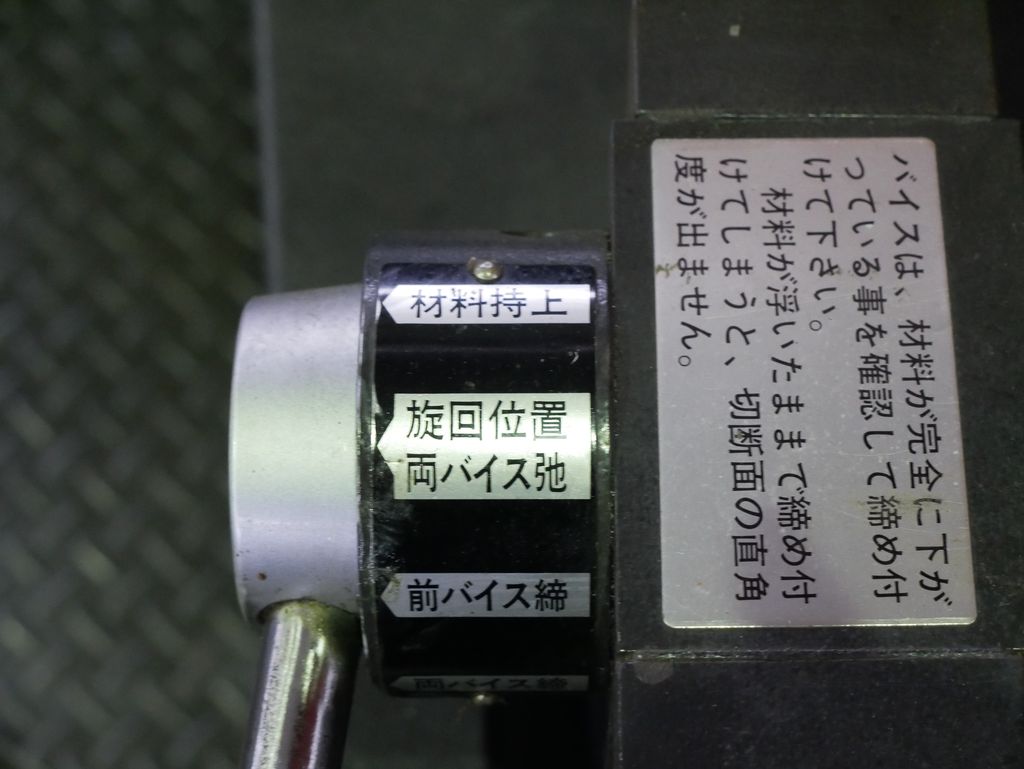 材料持上
旋回位置
両バイス弛
前バイス締
両バイス締
バイスは、材料が完全に下が
っている事を確認して締め付
けて下さい。
材料が浮いたままで締め付
けてしまうと、切断面の直角
度が出ません。